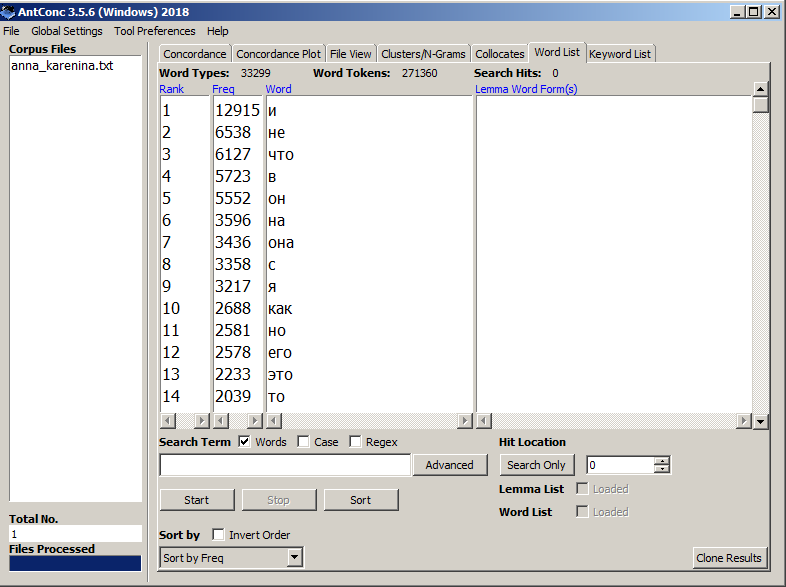 AntConc 3.5.6 (Windows) 2018
File Global Settings Tool Preferences Help
Corpus Files
anna_karenina.txt
Concordance Concordance Plot File View Clusters/N-Grams Collocates Word List Keyword List
Word Types: 33299 Word Tokens: 271360 Search Hits: 0
Rank Freq Word Lemma Word Form(s)
1 12915 и
2 6538 не
3 6127 что
4 5723 в
5 5552 он
6 3596 на
7 3436 она
8 3358 с
9 3217 я
10 2688 как
11 2581 но
12 2578 его
13 2233 это
14 2039 то
Search Term Words Case Regex Hit Location
Advanced Search Only 0
Start Stop Sort Lemma List Loaded
Word List Loaded
Total No.
1
Files Processed
Sort by Invert Order
Sort by Freq Clone Results